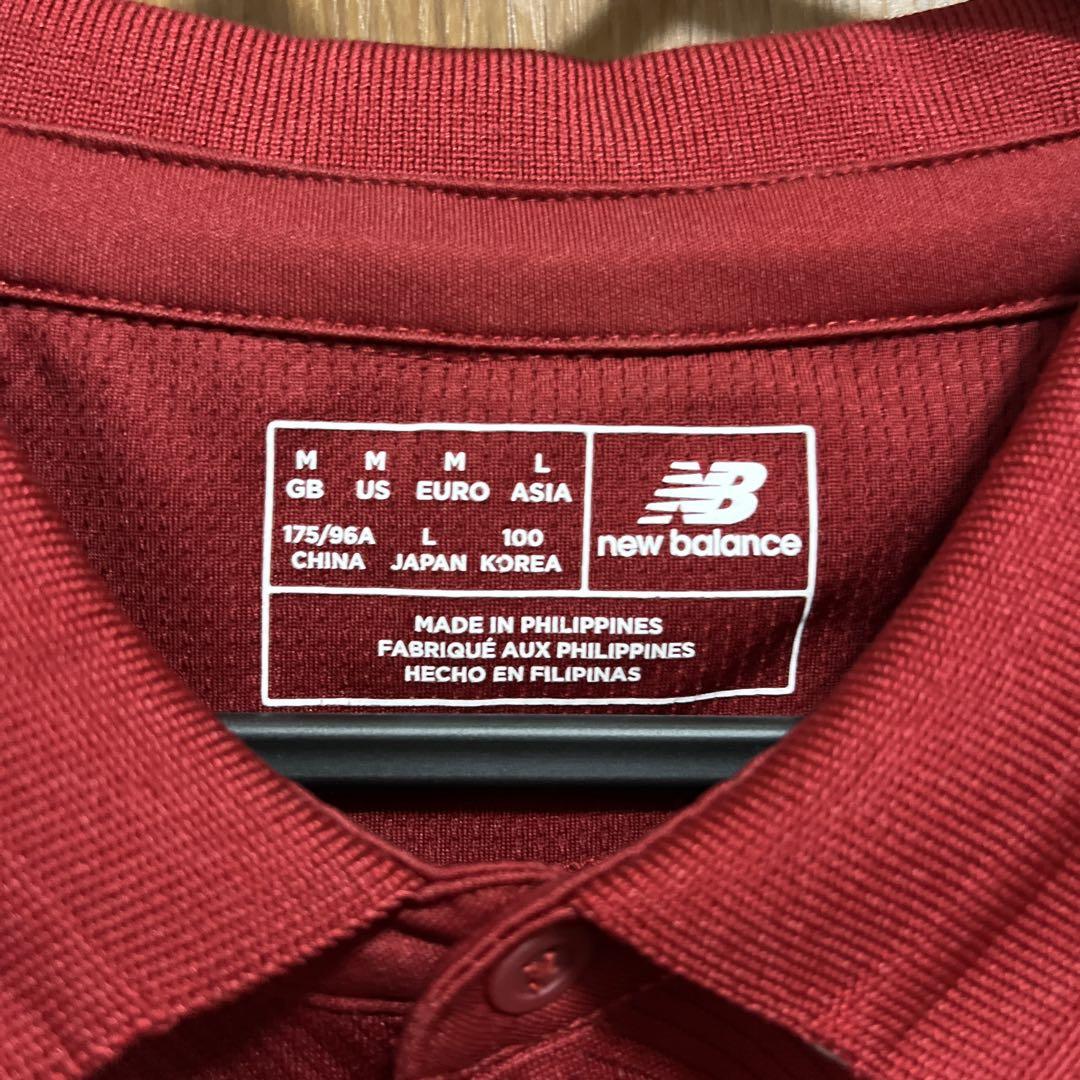 M M M L
GB US EURO ASIA
175/96A L 100
CHINA JAPAN KOREA
NB
new balance
MADE IN PHILIPPINES
FABRIQUÉ AUX PHILIPPINES
HECHO EN FILIPINAS